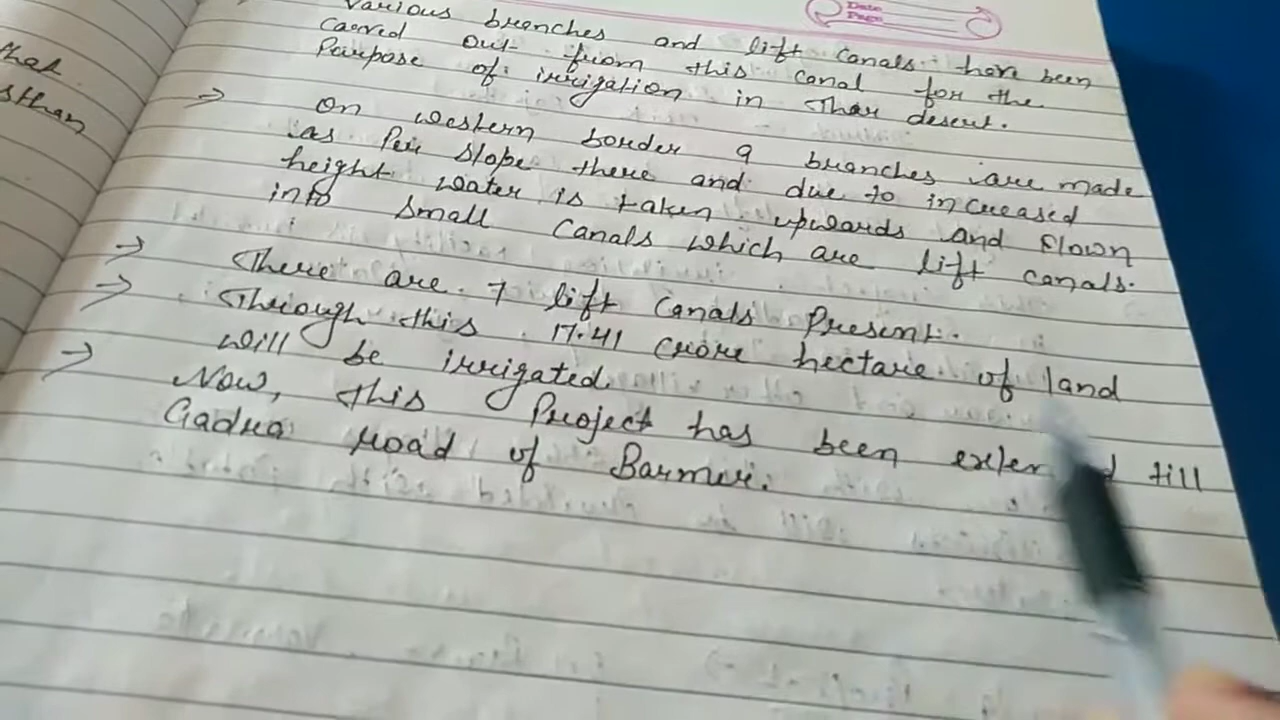 Date
Page
that
sthan
Various branches and lift canals have been
carved out from this canal for the
Purpose of irrigation in Thar desert.
→ On western border 9 branches are made
as per slope there and due to increased
height water is taken upwards and flown
into small canals which are lift canals.
→ There are 7 lift canals Present.
→ Through this 17.41 crore hectare of land
will be irrigated.
→ Now, this Project has been till
Gadra road of Barmer.